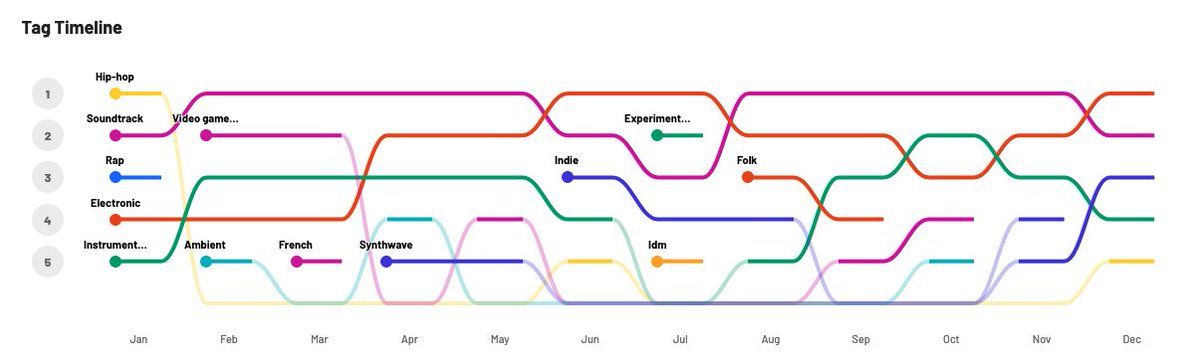 Tag Timeline
Hip-hop
1
Soundtrack Video game... Experiment...
2
Rap Indie Folk
3
Electronic
4
Instrument... Ambient French Synthwave Idm
5
Jan Feb Mar Apr May Jun Jul Aug Sep Oct Nov Dec